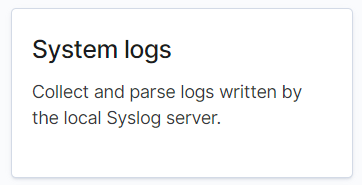 System logs
Collect and parse logs written by
the local Syslog server.